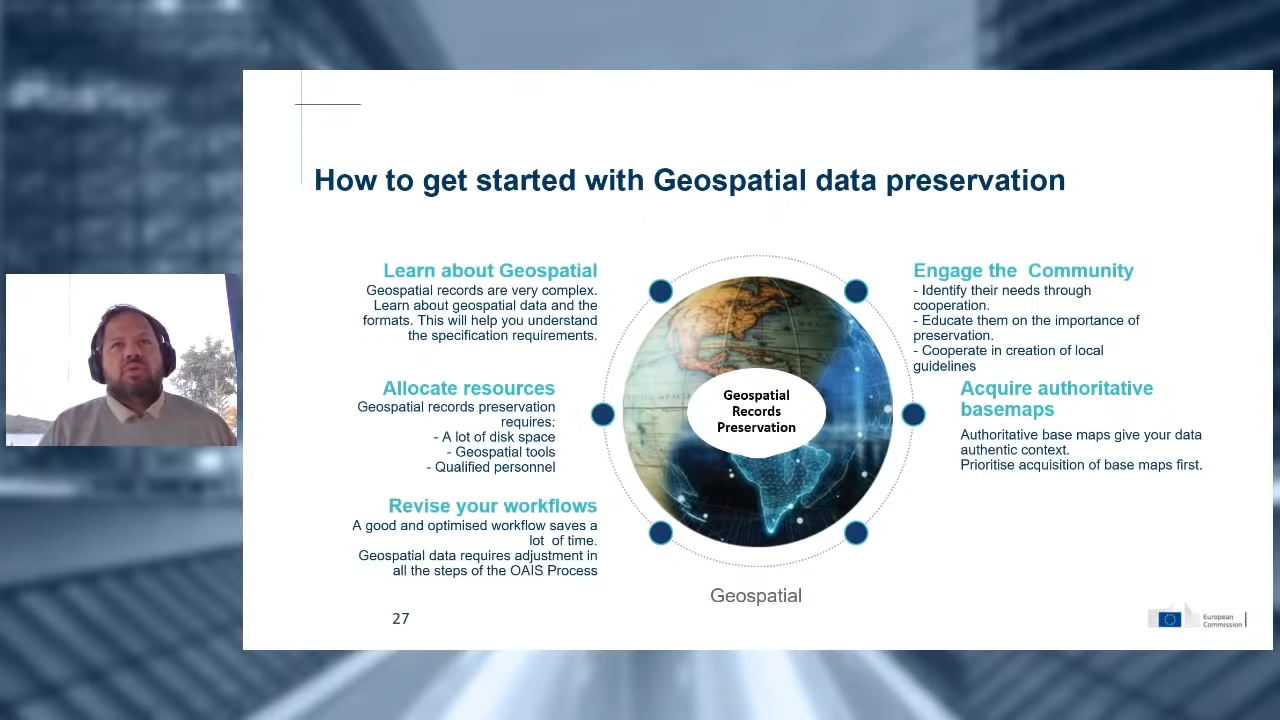 How to get started with Geospatial data preservation
Learn about Geospatial
Geospatial records are very complex.
Learn about geospatial data and the
formats. This will help you understand
the specification requirements.
Allocate resources
Geospatial records preservation
requires:
- A lot of disk space
- Geospatial tools
- Qualified personnel
Revise your workflows
A good and optimised workflow saves a
lot of time.
Geospatial data requires adjustment in
all the steps of the OAIS Process
Geospatial
Records
Preservation
Engage the Community
- Identify their needs through
cooperation.
- Educate them on the importance of
preservation.
- Cooperate in creation of local
guidelines
Acquire authoritative
basemaps
Authoritative base maps give your data
authentic context.
Prioritise acquisition of base maps first.
Geospatial
27
European
Commission